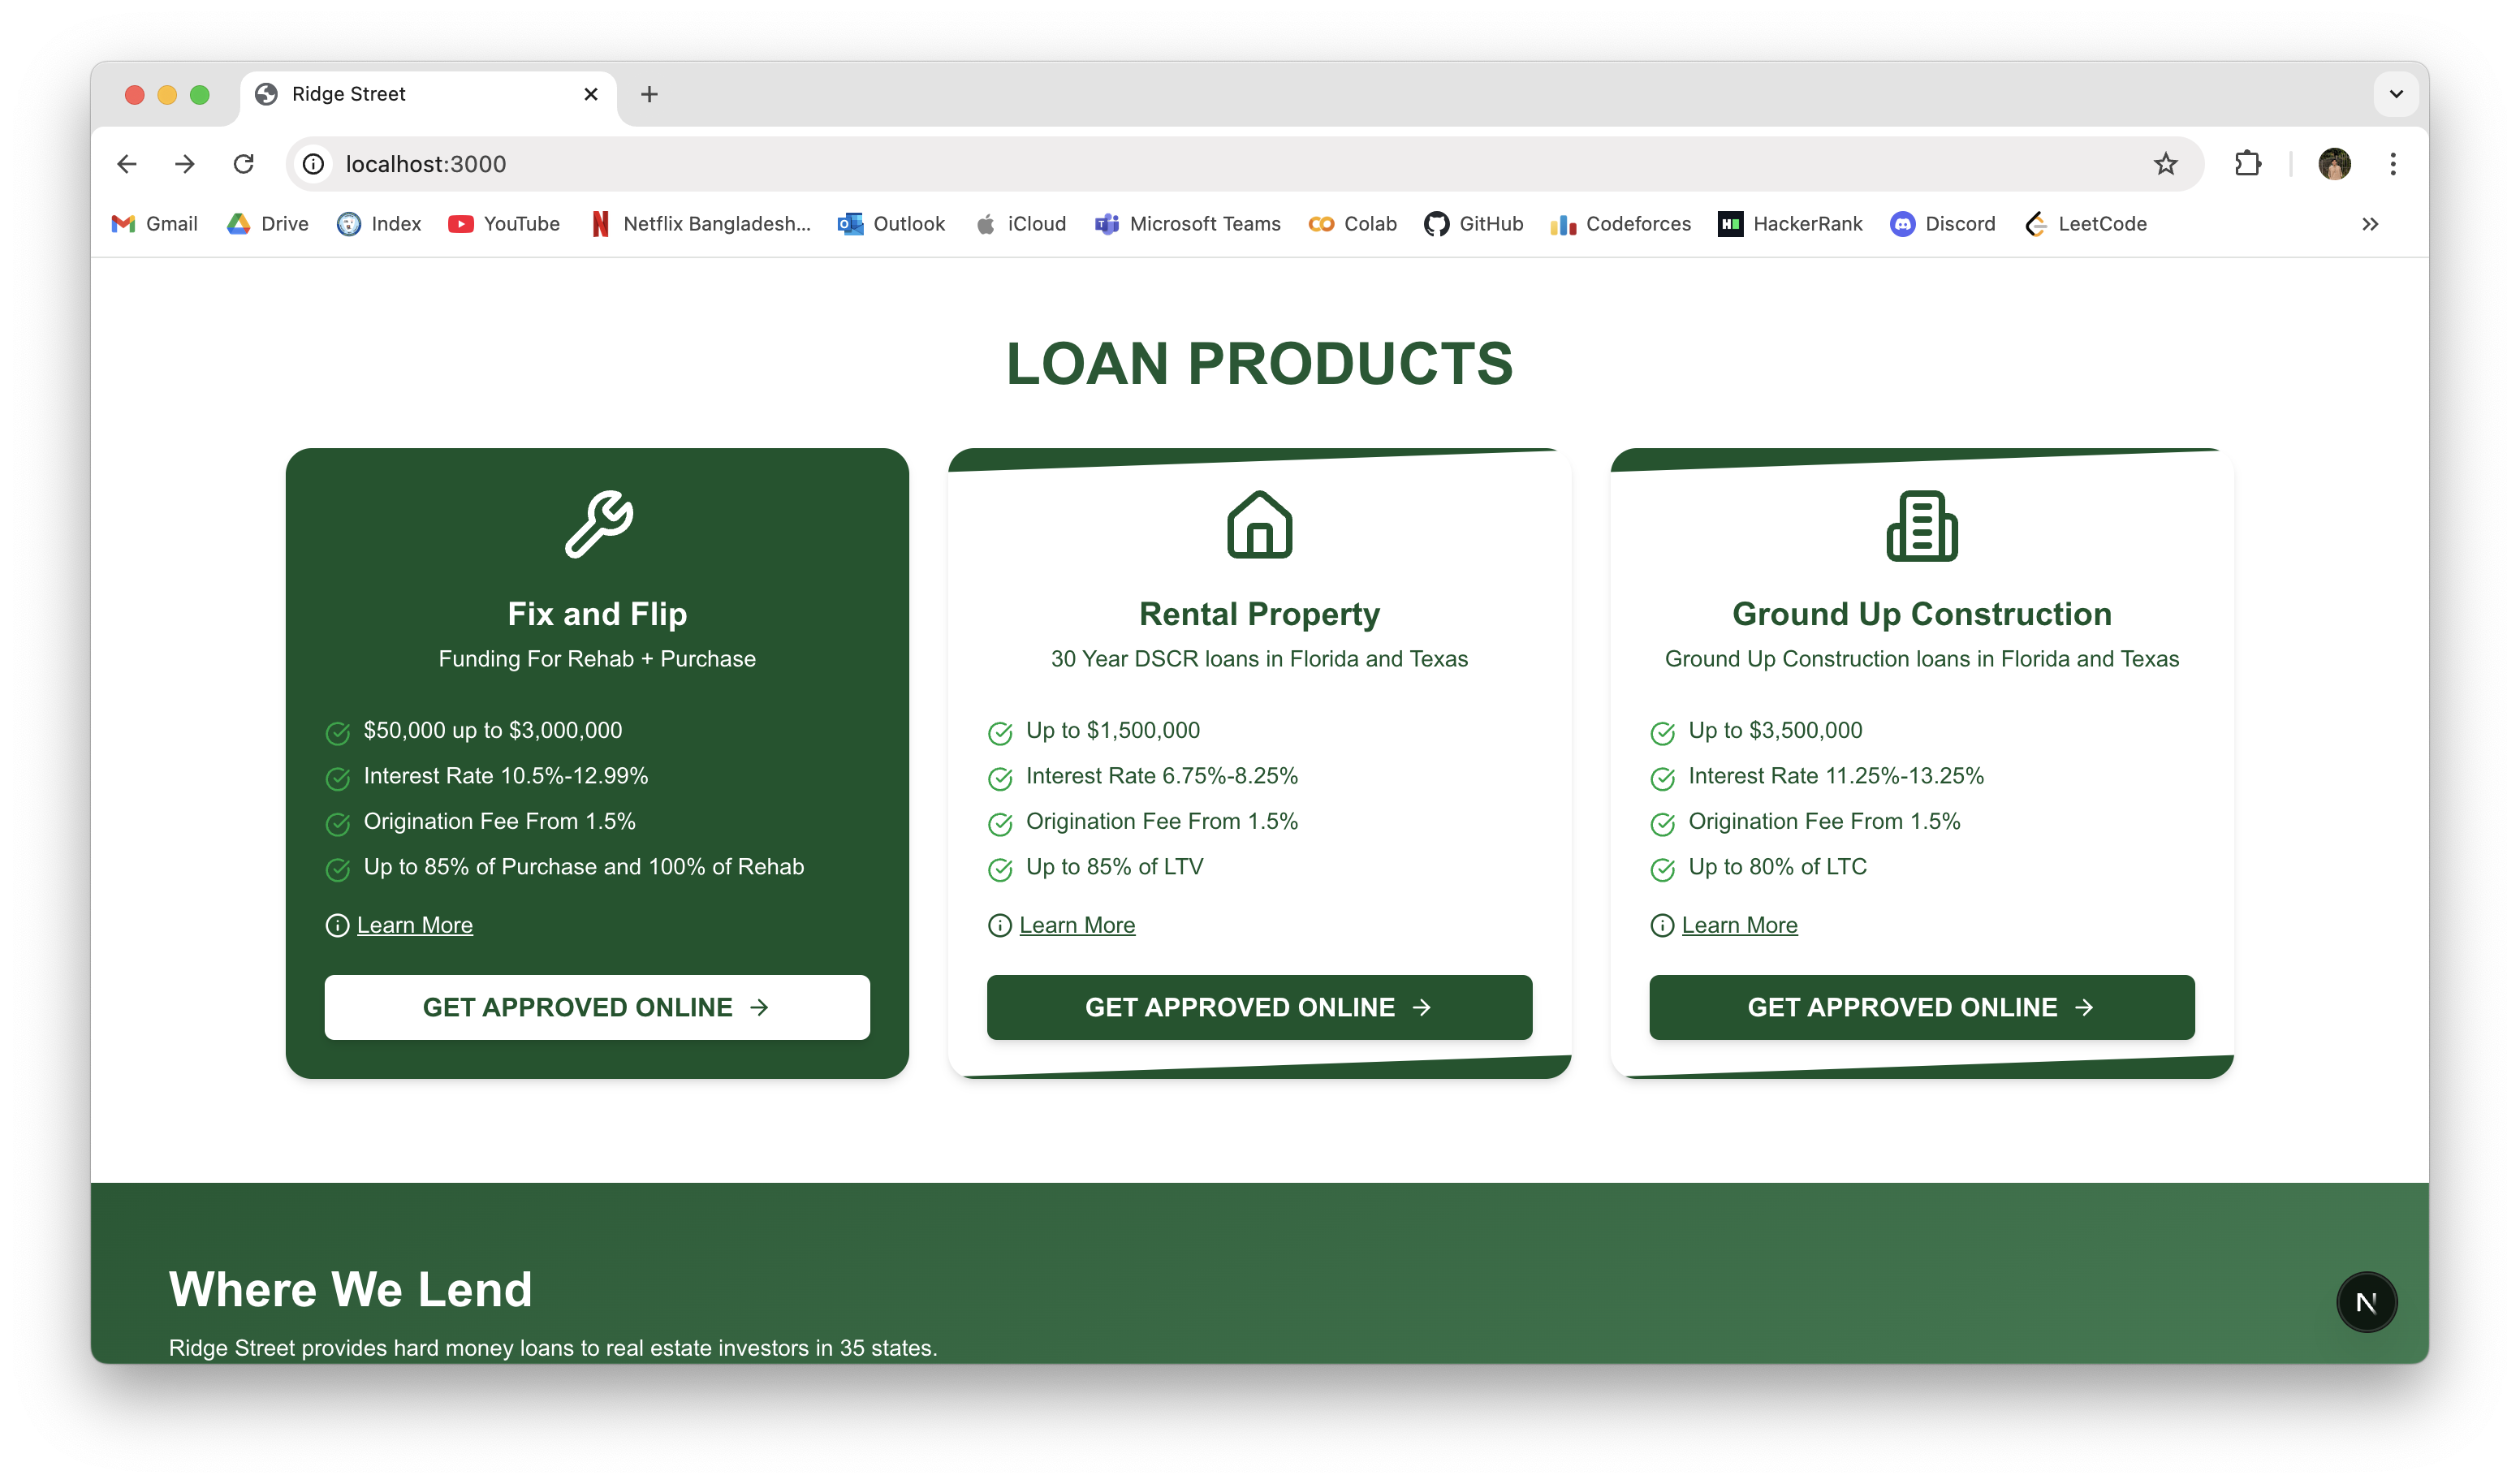 Ridge Street
localhost:3000
Gmail Drive Index YouTube Netflix Bangladesh... Outlook iCloud Microsoft Teams Colab GitHub Codeforces HackerRank Discord LeetCode
LOAN PRODUCTS
Fix and Flip
Funding For Rehab + Purchase
$50,000 up to $3,000,000
Interest Rate 10.5%-12.99%
Origination Fee From 1.5%
Up to 85% of Purchase and 100% of Rehab
Learn More
GET APPROVED ONLINE →
Rental Property
30 Year DSCR loans in Florida and Texas
Up to $1,500,000
Interest Rate 6.75%-8.25%
Origination Fee From 1.5%
Up to 85% of LTV
Learn More
GET APPROVED ONLINE →
Ground Up Construction
Ground Up Construction loans in Florida and Texas
Up to $3,500,000
Interest Rate 11.25%-13.25%
Origination Fee From 1.5%
Up to 80% of LTC
Learn More
GET APPROVED ONLINE →
Where We Lend
Ridge Street provides hard money loans to real estate investors in 35 states.
N